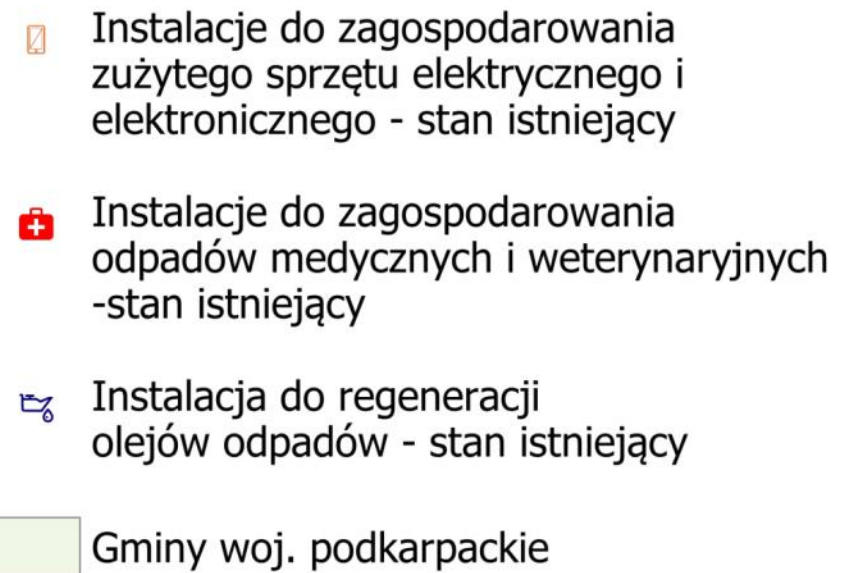 Instalacje do zagospodarowania
zużytego sprzętu elektrycznego i
elektronicznego - stan istniejący
Instalacje do zagospodarowania
odpadów medycznych i weterynaryjnych
-stan istniejący
Instalacja do regeneracji
olejów odpadów - stan istniejący
Gminy woj. podkarpackie